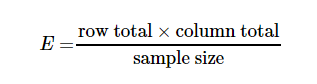 E = row total × column total
sample size